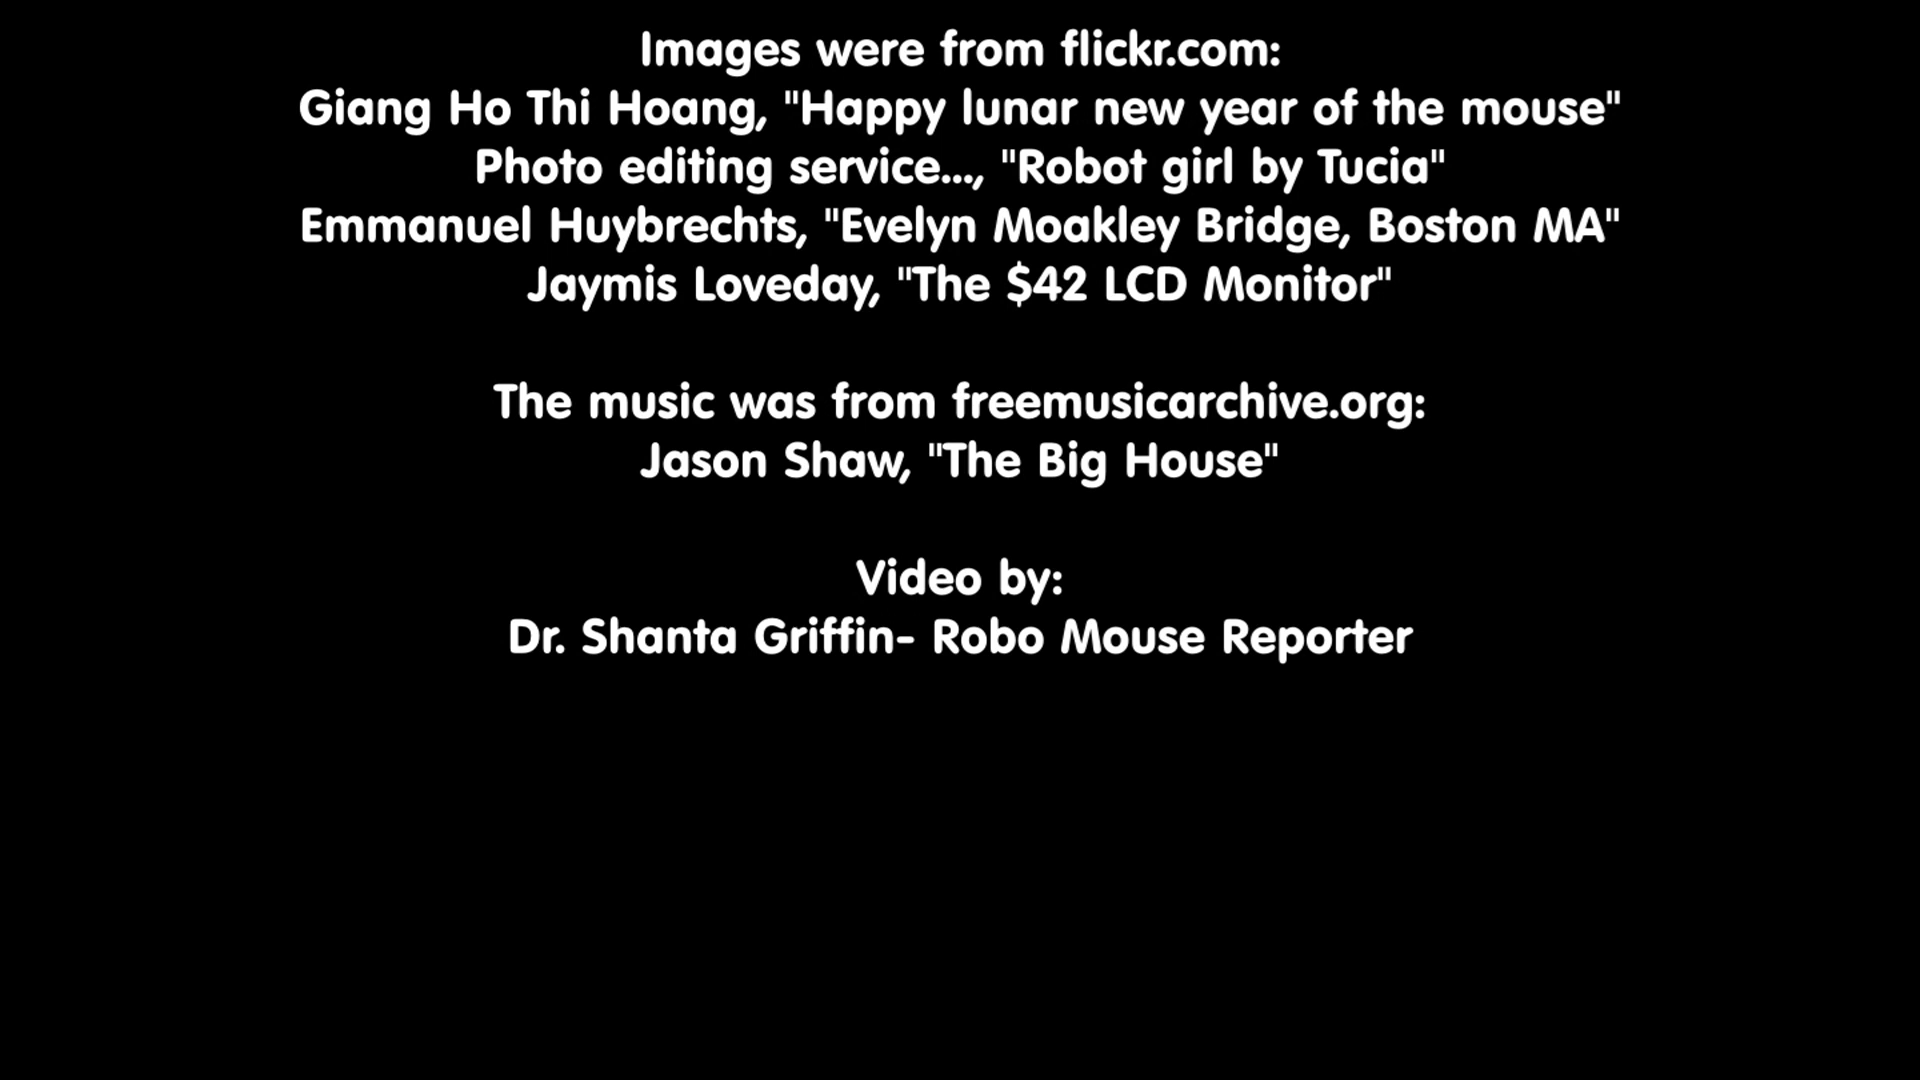 Images were from flickr.com:
Giang Ho Thi Hoang, "Happy lunar new year of the mouse"
Photo editing service..., "Robot girl by Tucia"
Emmanuel Huybrechts, "Evelyn Moakley Bridge, Boston MA"
Jaymis Loveday, "The $42 LCD Monitor"
The music was from freemusicarchive.org:
Jason Shaw, "The Big House"
Video by:
Dr. Shanta Griffin- Robo Mouse Reporter